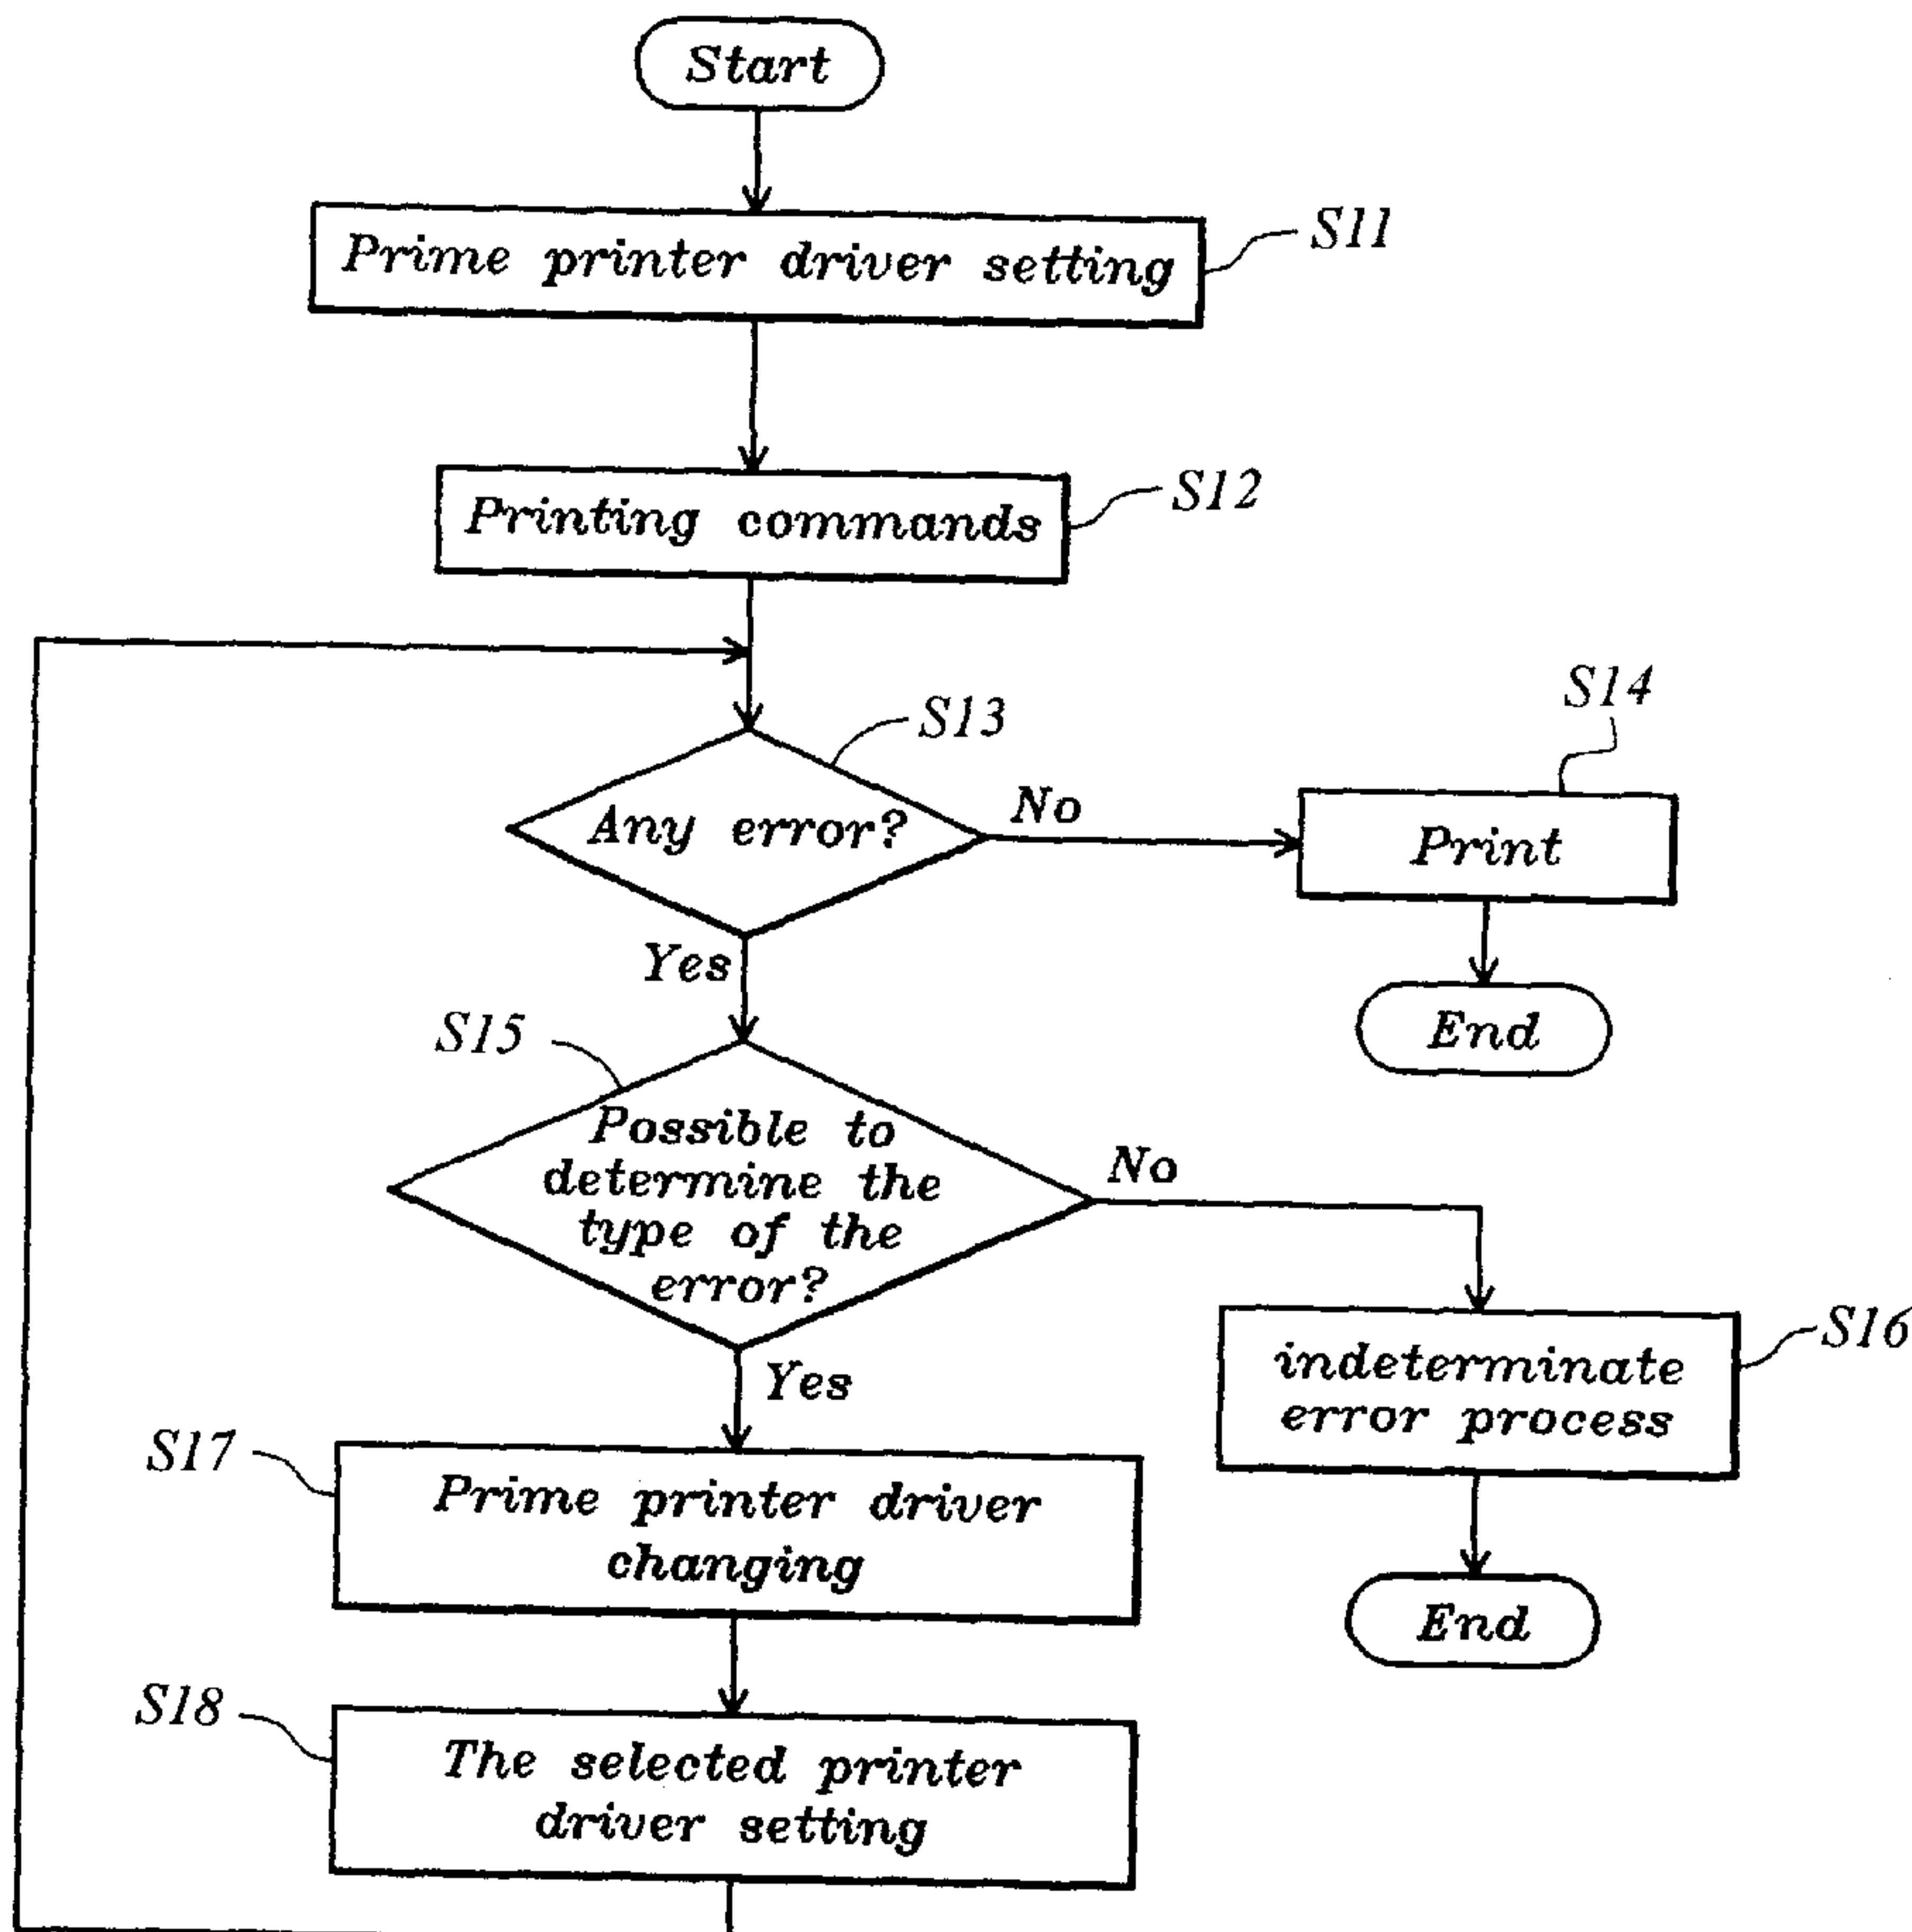 Start
Prime printer driver setting
S11
Printing commands
S12
S13
Any error?
No
S14
Print
End
Yes
S15
Possible to
determine the
type of the
error?
No
S16
indeterminate
error process
End
Yes
S17
Prime printer driver
changing
S18
The selected printer
driver setting